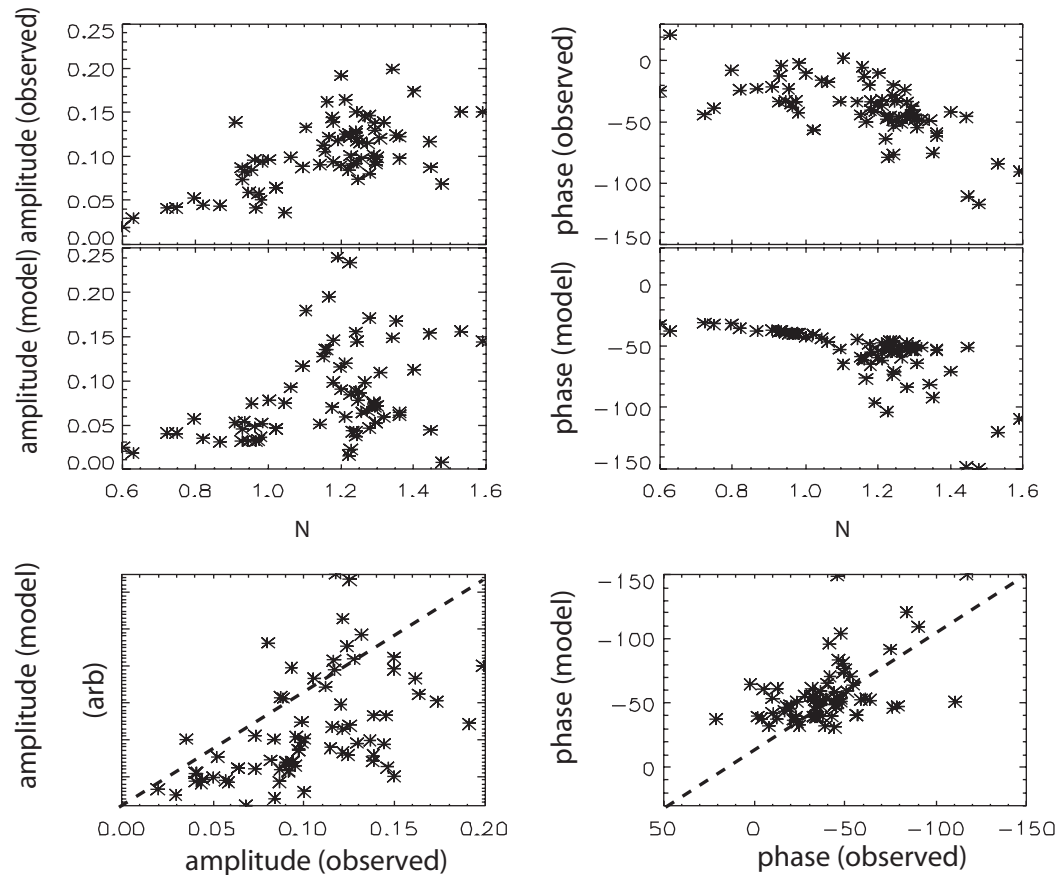 amplitude (observed)
0.25
0.20
0.15
0.10
0.05
0.00
phase (observed)
0
−50
−100
−150
amplitude (model)
0.25
0.20
0.15
0.10
0.05
0.00
0.6 0.8 1.0 1.2 1.4 1.6
N
phase (model)
0
−50
−100
−150
0.6 0.8 1.0 1.2 1.4 1.6
N
amplitude (model)
(arb)
0.00 0.05 0.10 0.15 0.20
amplitude (observed)
phase (model)
−150
−100
−50
0
50 0 −50 −100 −150
phase (observed)